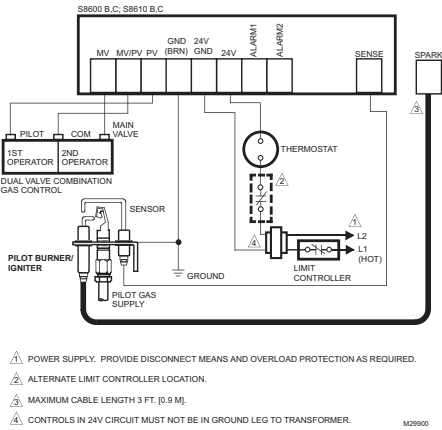 S8600 B,C; S8610 B,C
MV MV/PV PV GND (BRN) 24V GND 24V ALARM1 ALARM2 SENSE SPARK
3
PILOT COM MAIN VALVE
1ST OPERATOR 2ND OPERATOR
DUAL VALVE COMBINATION
GAS CONTROL
THERMOSTAT
2
SENSOR
1
L2
4
L1
(HOT)
PILOT BURNER/
IGNITER
LIMIT
CONTROLLER
GROUND
PILOT GAS
SUPPLY
1 POWER SUPPLY. PROVIDE DISCONNECT MEANS AND OVERLOAD PROTECTION AS REQUIRED.
2 ALTERNATE LIMIT CONTROLLER LOCATION.
3 MAXIMUM CABLE LENGTH 3 FT. [0.9 M].
4 CONTROLS IN 24V CIRCUIT MUST NOT BE IN GROUND LEG TO TRANSFORMER.
M29900